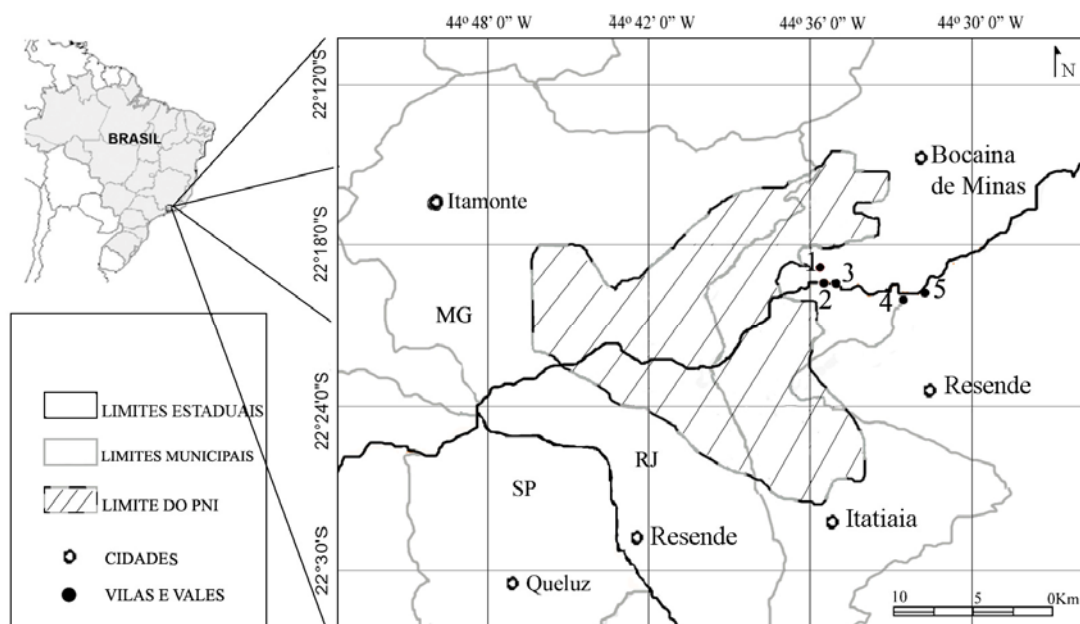 44º 48' 0'' W 44º 42' 0'' W 44º 36' 0'' W 44º 30' 0'' W
N
22°12'0"S
BRASIL
Bocaina
de Minas
Itamonte
22°18'0"S
1
2
3
4
5
MG
Resende
LIMITES ESTADUAIS
22°24'0"S
LIMITES MUNICIPAIS
RJ
SP
LIMITE DO PNI
Itatiaia
Resende
CIDADES
22°30'0"S
Queluz
VILAS E VALES
10 5 0Km